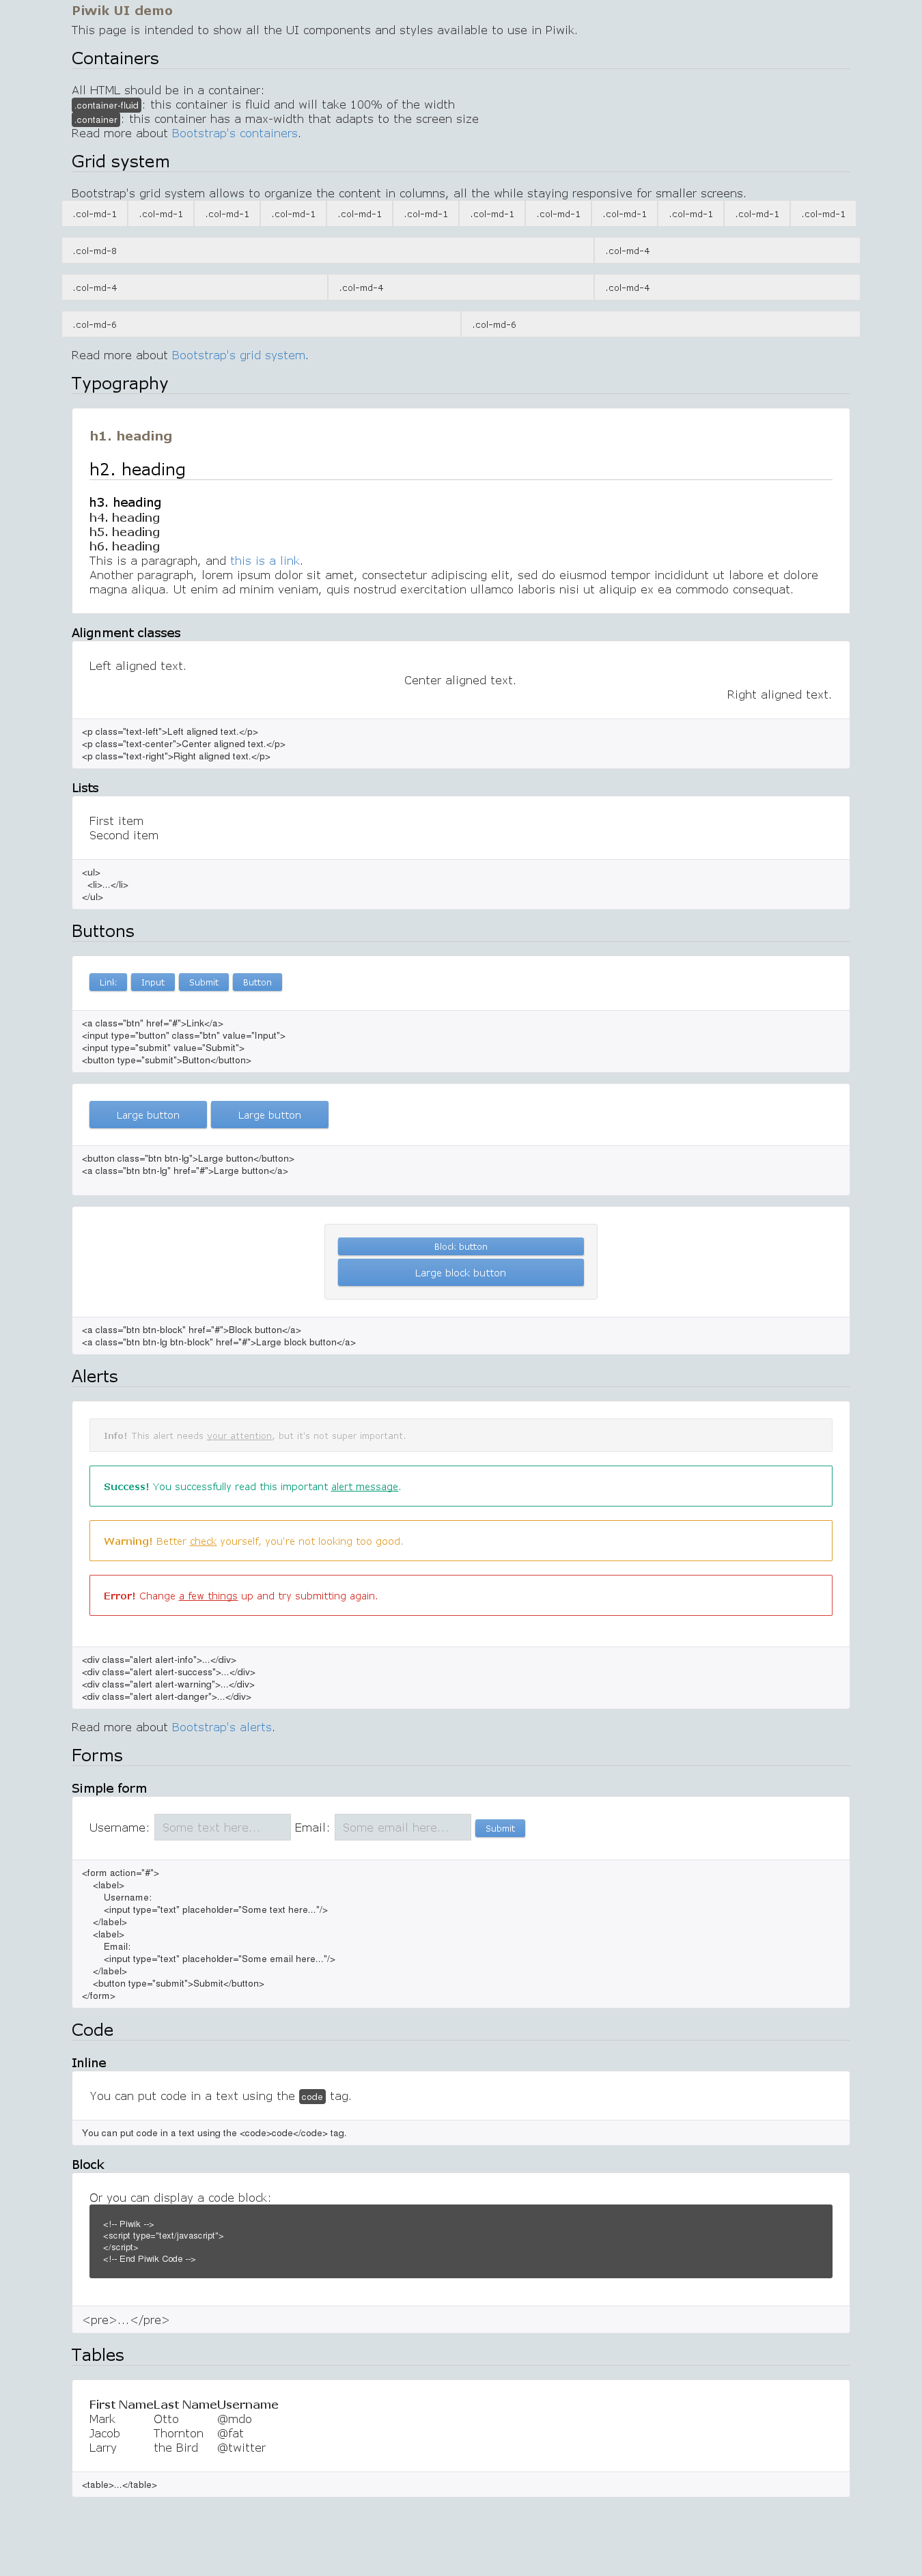 Piwik UI demo
This page is intended to show all the UI components and styles available to use in Piwik.
Containers
All HTML should be in a container:
.container-fluid: this container is fluid and will take 100% of the width
.container: this container has a max-width that adapts to the screen size
Read more about Bootstrap's containers.
Grid system
Bootstrap's grid system allows to organize the content in columns, all the while staying responsive for smaller screens.
.col-md-1 .col-md-1 .col-md-1 .col-md-1 .col-md-1 .col-md-1 .col-md-1 .col-md-1 .col-md-1 .col-md-1 .col-md-1 .col-md-1
.col-md-8 .col-md-4
.col-md-4 .col-md-4 .col-md-4
.col-md-6 .col-md-6
Read more about Bootstrap's grid system.
Typography
h1. heading
h2. heading
h3. heading
h4. heading
h5. heading
h6. heading
This is a paragraph, and this is a link.
Another paragraph, lorem ipsum dolor sit amet, consectetur adipiscing elit, sed do eiusmod tempor incididunt ut labore et dolore
magna aliqua. Ut enim ad minim veniam, quis nostrud exercitation ullamco laboris nisi ut aliquip ex ea commodo consequat.
Alignment classes
Left aligned text.
Center aligned text.
Right aligned text.
<p class="text-left">Left aligned text.</p>
<p class="text-center">Center aligned text.</p>
<p class="text-right">Right aligned text.</p>
Lists
First item
Second item
<ul>
<li>...</li>
</ul>
Buttons
Link Input Submit Button
<a class="btn" href="#">Link</a>
<input type="button" class="btn" value="Input">
<input type="submit" value="Submit">
<button type="submit">Button</button>
Large button Large button
<button class="btn btn-lg">Large button</button>
<a class="btn btn-lg" href="#">Large button</a>
Block button
Large block button
<a class="btn btn-block" href="#">Block button</a>
<a class="btn btn-lg btn-block" href="#">Large block button</a>
Alerts
Info! This alert needs your attention, but it's not super important.
Success! You successfully read this important alert message.
Warning! Better check yourself, you're not looking too good.
Error! Change a few things up and try submitting again.
<div class="alert alert-info">...</div>
<div class="alert alert-success">...</div>
<div class="alert alert-warning">...</div>
<div class="alert alert-danger">...</div>
Read more about Bootstrap's alerts.
Forms
Simple form
Username: Some text here... Email: Some email here... Submit
<form action="#">
<label>
Username:
<input type="text" placeholder="Some text here..."/>
</label>
<label>
Email:
<input type="text" placeholder="Some email here..."/>
</label>
<button type="submit">Submit</button>
</form>
Code
Inline
You can put code in a text using the code tag.
You can put code in a text using the <code>code</code> tag.
Block
Or you can display a code block:
<!-- Piwik -->
<script type="text/javascript">
</script>
<!-- End Piwik Code -->
<pre>...</pre>
Tables
First Name Last Name Username
Mark Otto @mdo
Jacob Thornton @fat
Larry the Bird @twitter
<table>...</table>